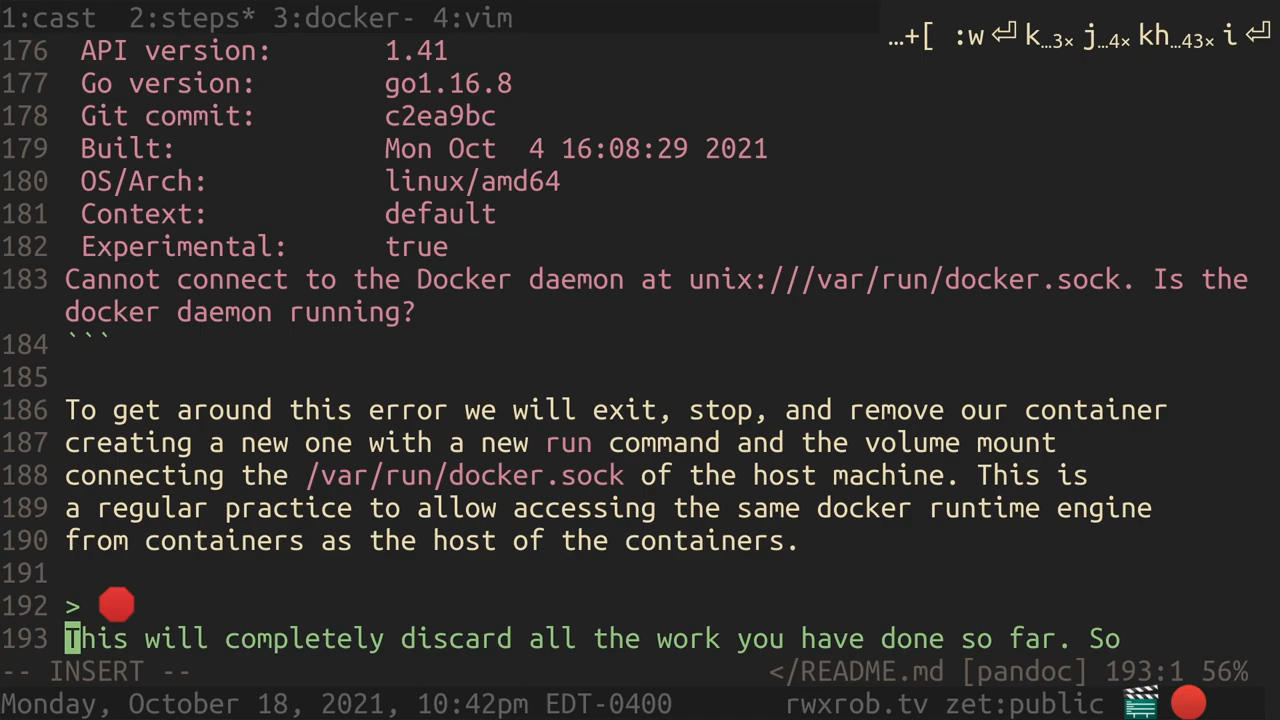 1:cast  2:steps* 3:docker- 4:vim
…+[ :w⏎k…3× j…4× kh…43× i ⏎
176  API version:       1.41
177  Go version:        go1.16.8
178  Git commit:        c2ea9bc
179  Built:             Mon Oct  4 16:08:29 2021
180  OS/Arch:           linux/amd64
181  Context:           default
182  Experimental:      true
183 Cannot connect to the Docker daemon at unix:///var/run/docker.sock. Is the
docker daemon running?
184 ```
185
186 To get around this error we will exit, stop, and remove our container
187 creating a new one with a new run command and the volume mount
188 connecting the /var/run/docker.sock of the host machine. This is
189 a regular practice to allow accessing the same docker runtime engine
190 from containers as the host of the containers.
191
192 > 🛑
193 This will completely discard all the work you have done so far. So
-- INSERT --                    </README.md [pandoc] 193:1 56%
Monday, October 18, 2021, 10:42pm EDT-0400       rwxrob.tv zet:public 🎬 🔴